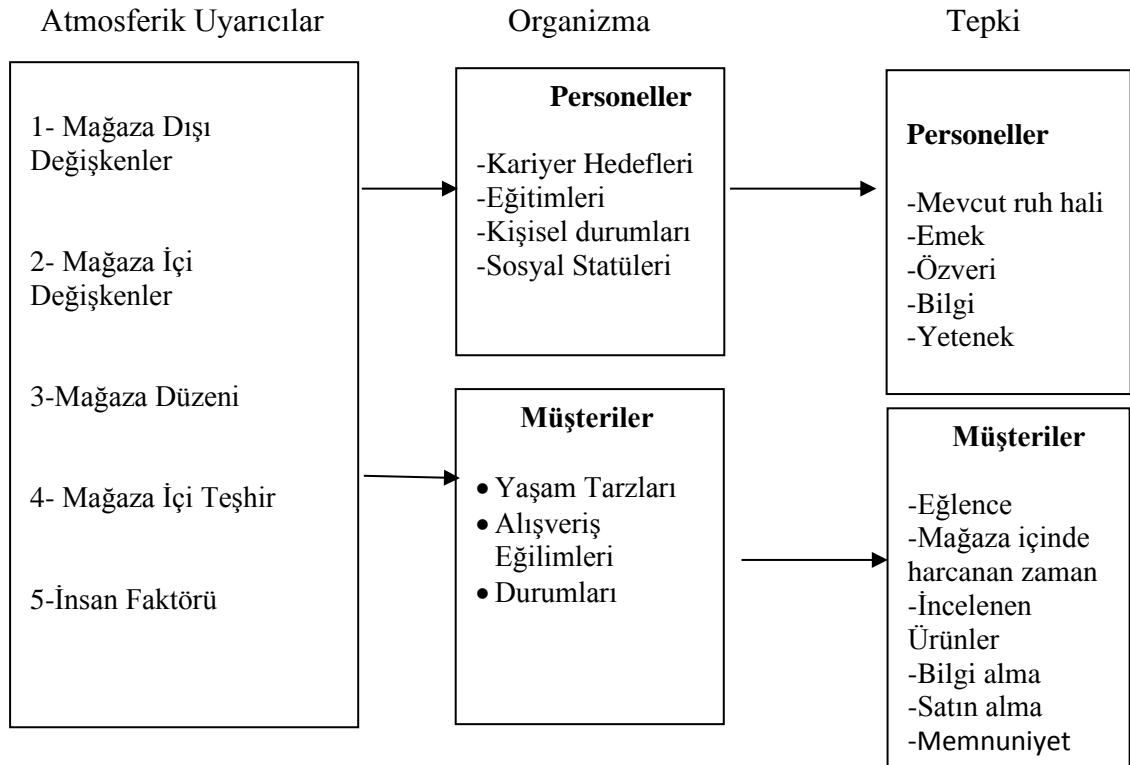 Atmosferik Uyarıcılar
Organizma
Tepki
1- Mağaza Dışı
Değişkenler
2- Mağaza İçi
Değişkenler
3-Mağaza Düzeni
4- Mağaza İçi Teşhir
5-İnsan Faktörü
Personeller
-Kariyer Hedefleri
-Eğitimleri
-Kişisel durumları
-Sosyal Statüleri
Müşteriler
• Yaşam Tarzları
• Alışveriş
Eğilimleri
• Durumları
Personeller
-Mevcut ruh hali
-Emek
-Özveri
-Bilgi
-Yetenek
Müşteriler
-Eğlence
-Mağaza içinde
harcanan zaman
-İncelenen
Ürünler
-Bilgi alma
-Satın alma
-Memnuniyet